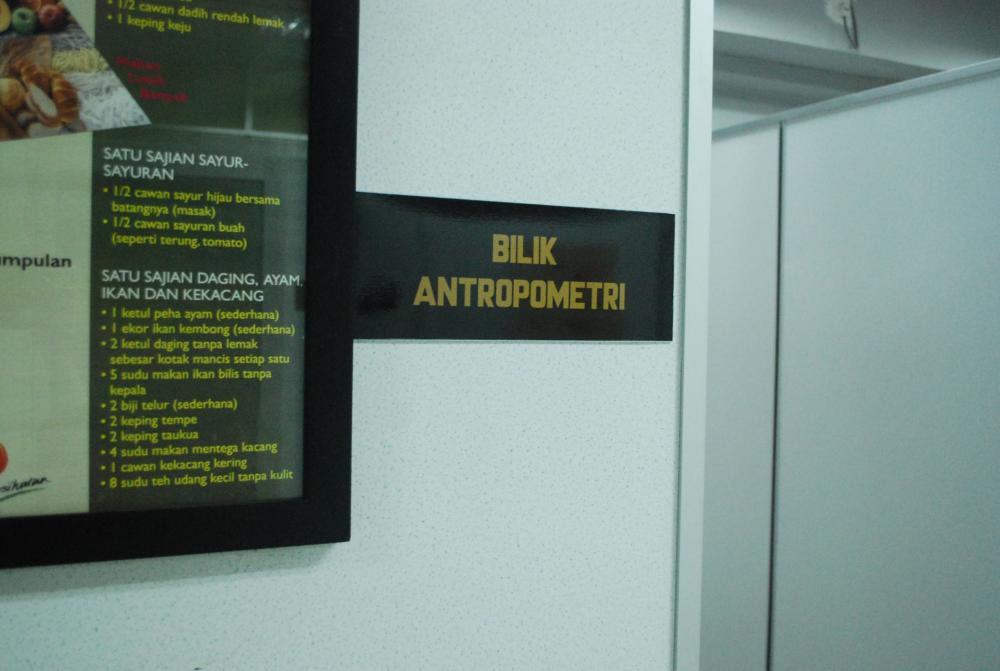 • 1/2 cawan dadih rendah lemak
• 1 keping keju
Makan
Lebih
Banyak
SATU SAJIAN SAYUR-
SAYURAN
• 1/2 cawan sayur hijau bersama
batangnya (masak)
• 1/2 cawan sayuran buah
(seperti terung, tomato)
SATU SAJIAN DAGING, AYAM,
IKAN DAN KEKACANG
• 1 ketul peha ayam (sederhana)
• 1 ekor ikan kembong (sederhana)
• 2 ketul daging tanpa lemak
sebesar kotak mancis setiap satu
• 5 sudu makan ikan bilis tanpa
kepala
• 2 biji telur (sederhana)
• 2 keping tempe
• 2 keping taukua
• 4 sudu makan mentega kacang
• 1 cawan kekacang kering
• 8 sudu teh udang kecil tanpa kulit
umpulan
BILIK
ANTROPOMETRI